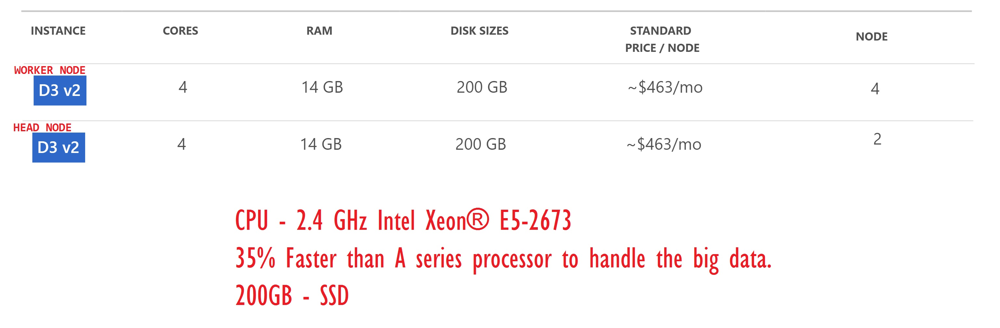 INSTANCE CORES RAM DISK SIZES STANDARD PRICE / NODE NODE
WORKER NODE
D3 v2 4 14 GB 200 GB ~$463/mo 4
HEAD NODE
D3 v2 4 14 GB 200 GB ~$463/mo 2
CPU - 2.4 GHz Intel Xeon® E5-2673
35% Faster than A series processor to handle the big data.
200GB - SSD